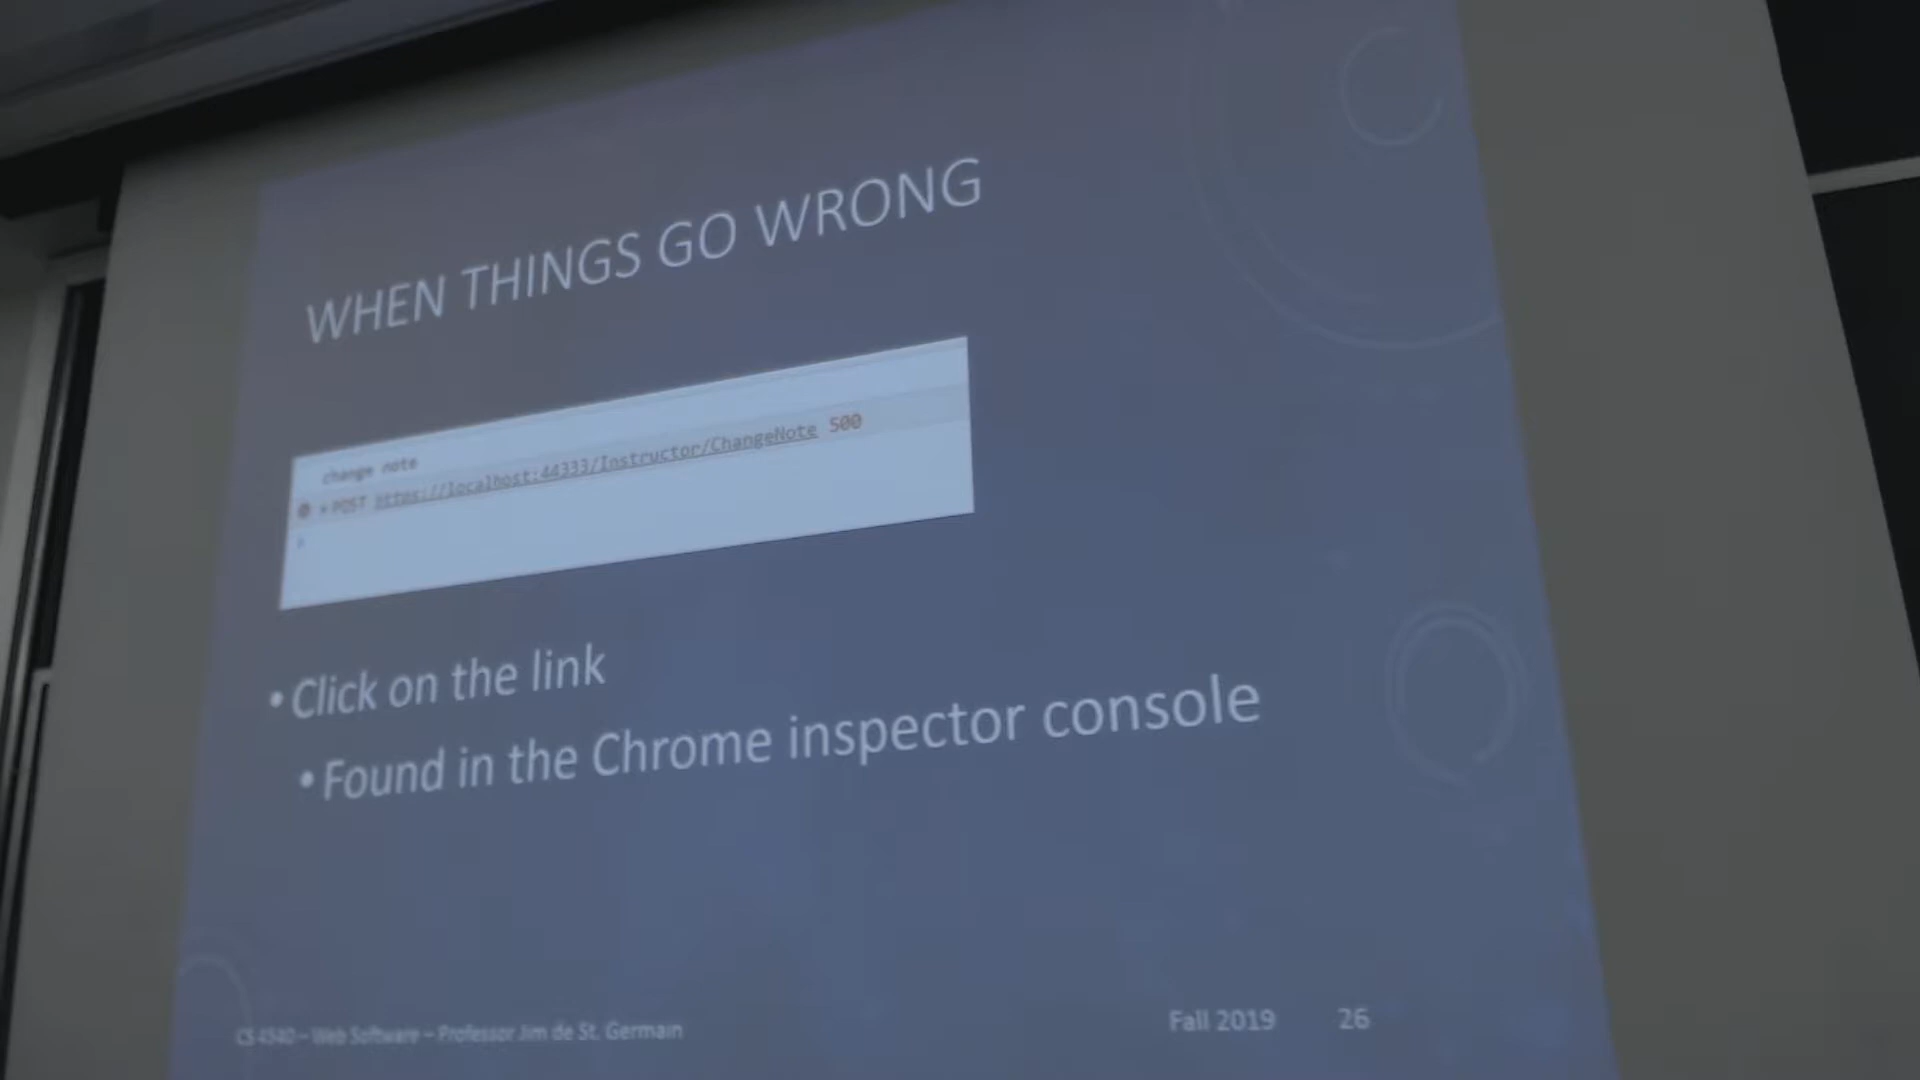 WHEN THINGS GO WRONG
change note
POST https://localhost:44333/Instructor/ChangeNote 500
• Click on the link
• Found in the Chrome inspector console
CS 4540 – Web Software – Professor Jim de St. Germain
Fall 2019
26